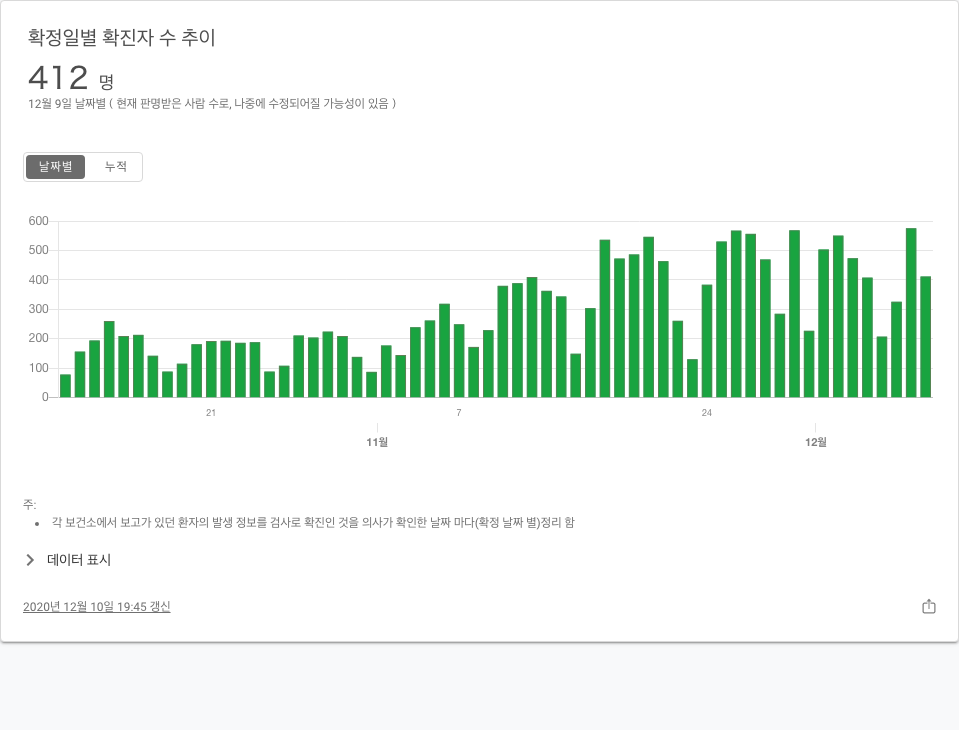 확정일별 확진자 수 추이
412 명
12월 9일 날짜별 ( 현재 판명받은 사람 수로, 나중에 수정되어질 가능성이 있음 )
날짜별 누적
600
500
400
300
200
100
0
21 7 24
11월 12월
주:
• 각 보건소에서 보고가 있던 환자의 발생 정보를 검사로 확진인 것을 의사가 확인한 날짜 마다(확정 날짜 별)정리 함
데이터 표시
2020년 12월 10일 19:45 갱신